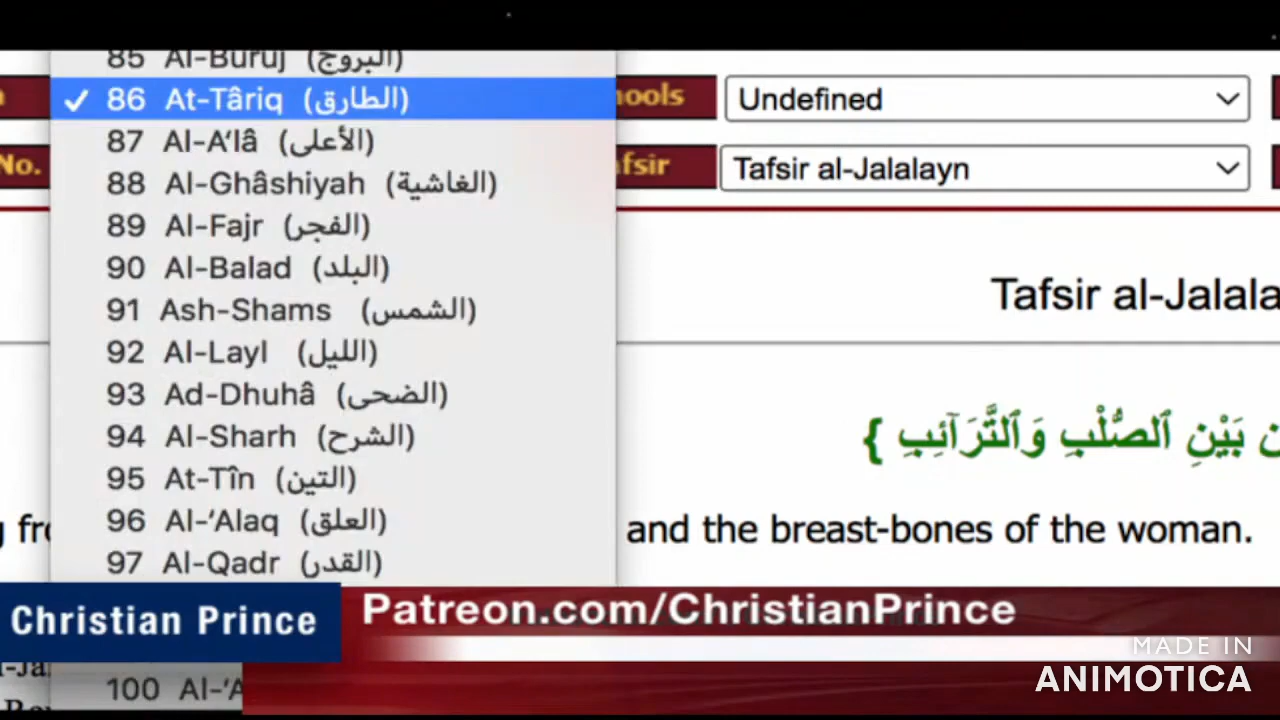 85 Al-Burûj (البروج)
✓ 86 At-Târiq (الطارق)
87 Al-A'lâ (الأعلى)
88 Al-Ghâshiyah (الغاشية)
89 Al-Fajr (الفجر)
90 Al-Balad (البلد)
91 Ash-Shams (الشمس)
92 Al-Layl (الليل)
93 Ad-Dhuhâ (الضحى)
94 Al-Sharh (الشرح)
95 At-Tîn (التين)
96 Al-'Alaq (العلق)
97 Al-Qadr (القدر)
100 Al-'A
No.
hools
Undefined
afsir
Tafsir al-Jalalayn
Tafsir al-Jalala
بَيْنِ ٱلصُّلْبِ وَٱلتَّرَآئِبِ }
and the breast-bones of the woman.
Christian Prince
Patreon.com/ChristianPrince
MADE IN
ANIMOTICA